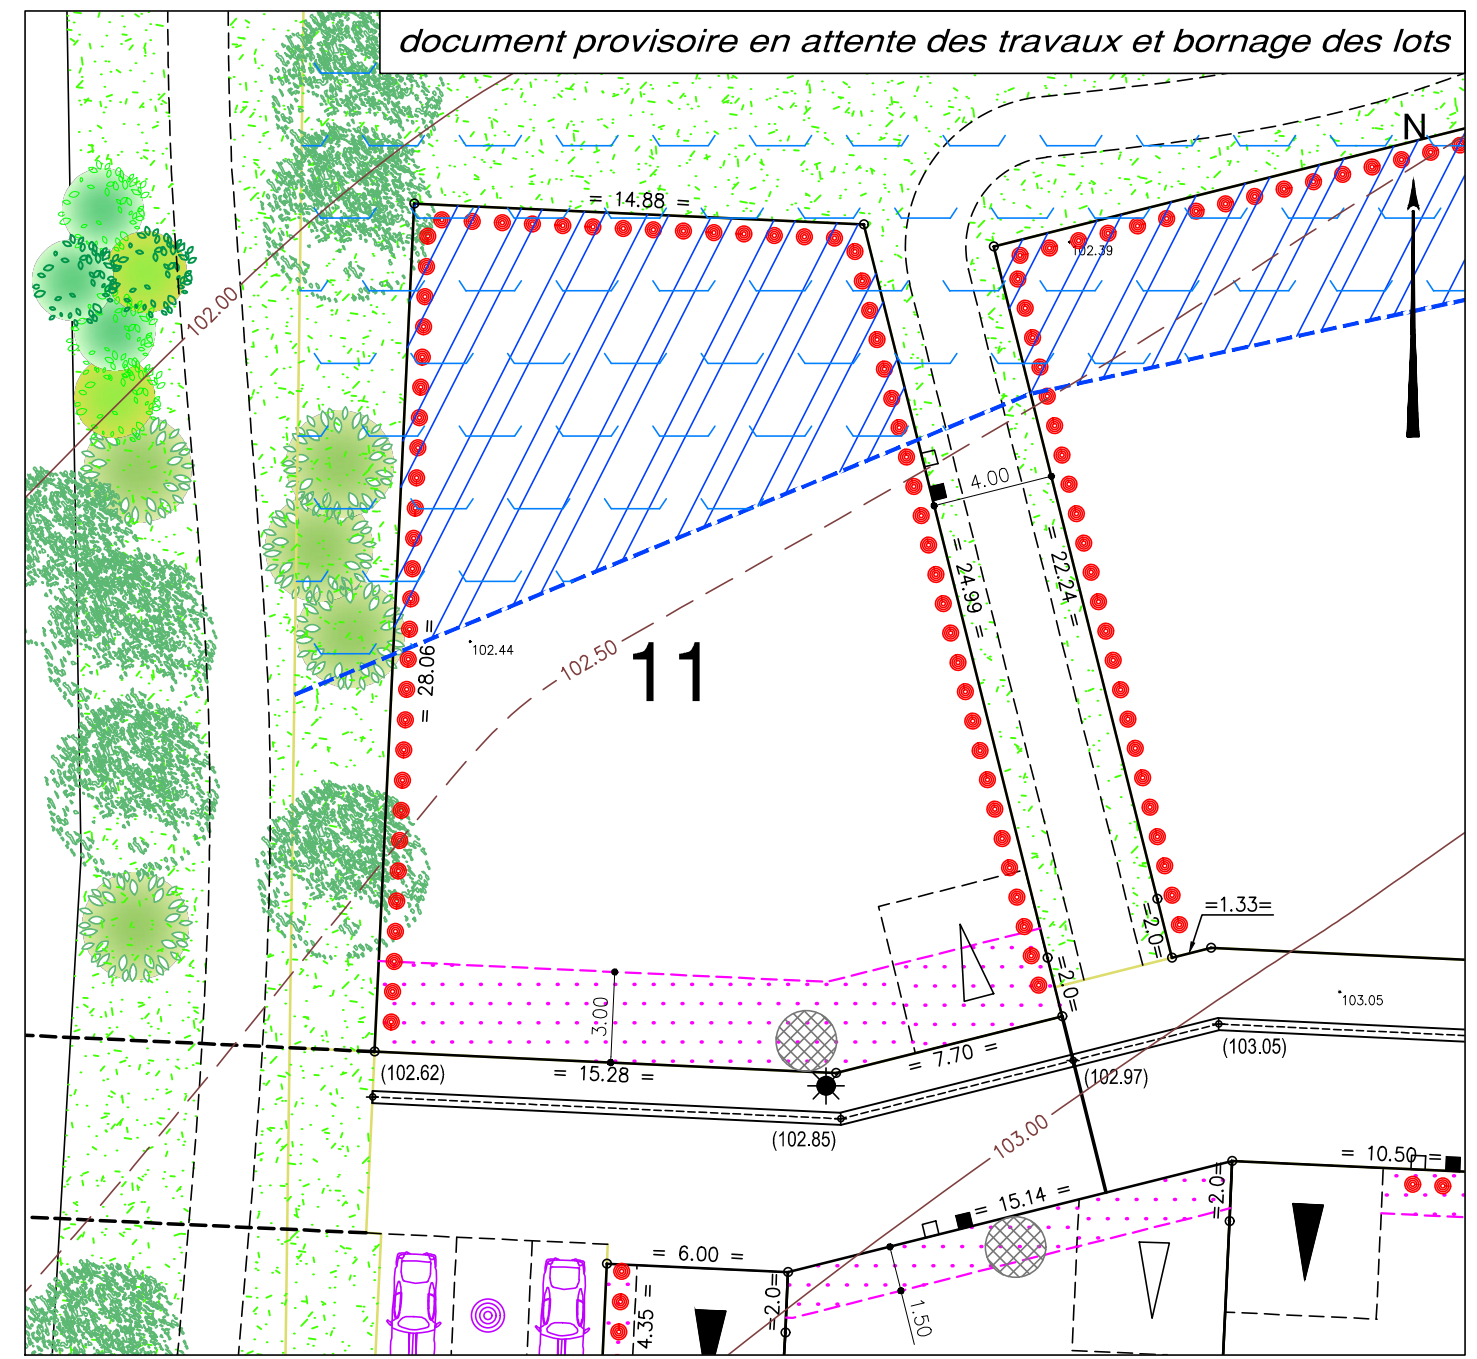 document provisoire en attente des travaux et bornage des lots
N
= 14.88 =
102.39
102.00
4.00
= 24.99 =
= 22.24 =
= 28.06 =
102.44
102.50
11
=1.33=
=2.0=
=2.0=
3.00
103.05
(103.05)
= 7.70 =
(102.62)
= 15.28 =
(102.97)
(102.85)
103.00
= 10.50 =
= 15.14 =
=2.0=
= 6.00 =
=2.0=
4.35 =
1.50